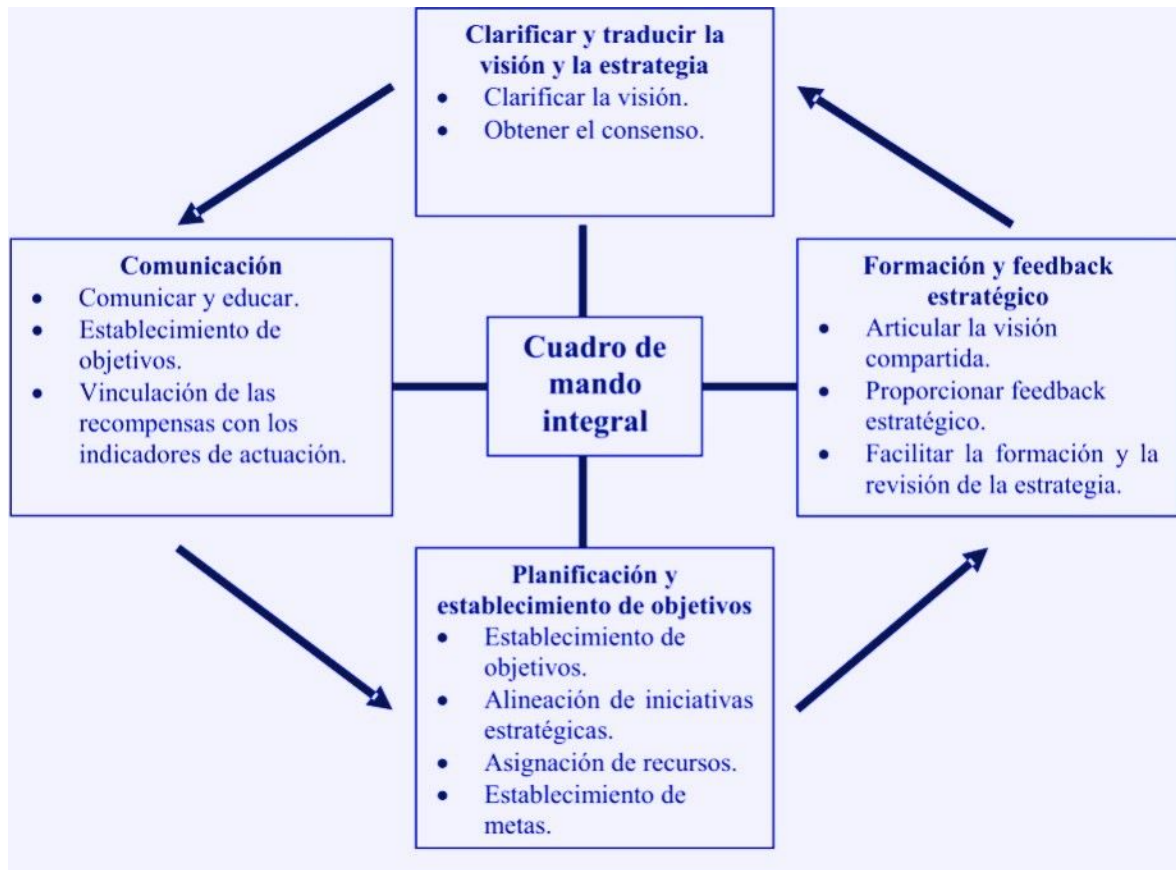 Clarificar y traducir la
visión y la estrategia
• Clarificar la visión.
• Obtener el consenso.
Comunicación
• Comunicar y educar.
• Establecimiento de
objetivos.
• Vinculación de las
recompensas con los
indicadores de actuación.
Cuadro de
mando
integral
Formación y feedback
estratégico
• Articular la visión
compartida.
• Proporcionar feedback
estratégico.
• Facilitar la formación y la
revisión de la estrategia.
Planificación y
establecimiento de objetivos
• Establecimiento de
objetivos.
• Alineación de iniciativas
estratégicas.
• Asignación de recursos.
• Establecimiento de
metas.